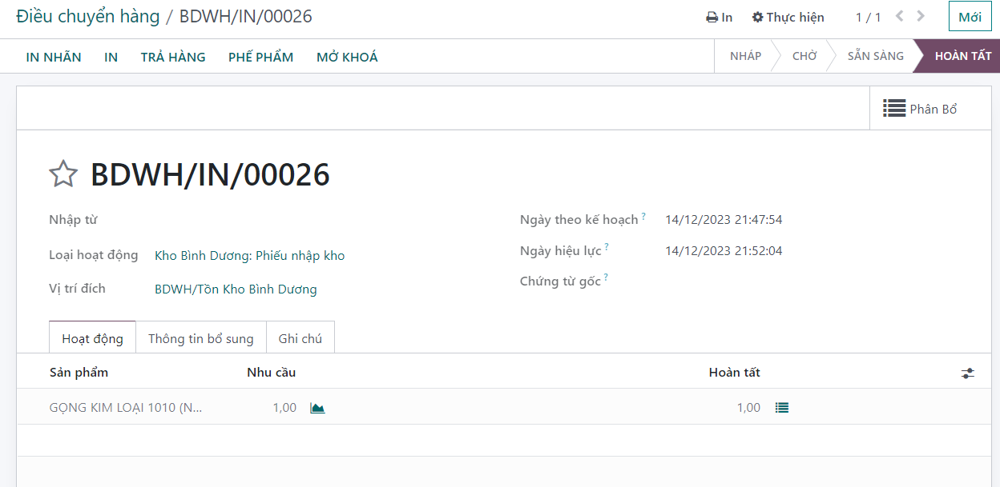 Điều chuyển hàng / BDWH/IN/00026
In Thực hiện 1 / 1 Mới
IN NHÃN IN TRẢ HÀNG PHẾ PHẨM MỞ KHOÁ
NHÁP CHỜ SẴN SÀNG HOÀN TẤT
Phân Bổ
BDWH/IN/00026
Nhập từ
Ngày theo kế hoạch ? 14/12/2023 21:47:54
Loại hoạt động Kho Bình Dương: Phiếu nhập kho
Ngày hiệu lực ? 14/12/2023 21:52:04
Vị trí đích BDWH/Tồn Kho Bình Dương
Chứng từ gốc ?
Hoạt động Thông tin bổ sung Ghi chú
Sản phẩm Nhu cầu Hoàn tất
GỌNG KIM LOẠI 1010 (N... 1,00 1,00